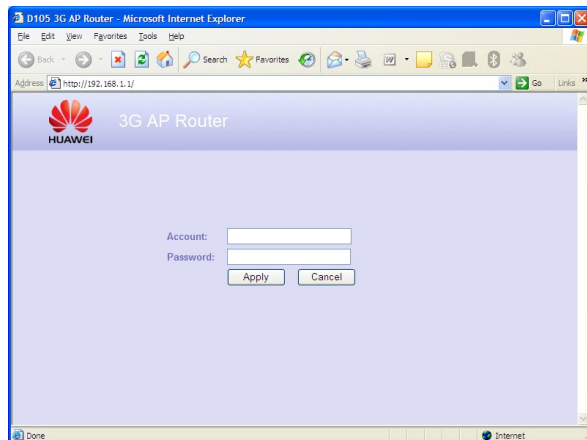 D105 3G AP Router - Microsoft Internet Explorer
File Edit View Favorites Tools Help
Back Search Favorites
Address http://192.168.1.1/ Go Links »
HUAWEI 3G AP Router
Account:
Password:
Apply Cancel
Done Internet